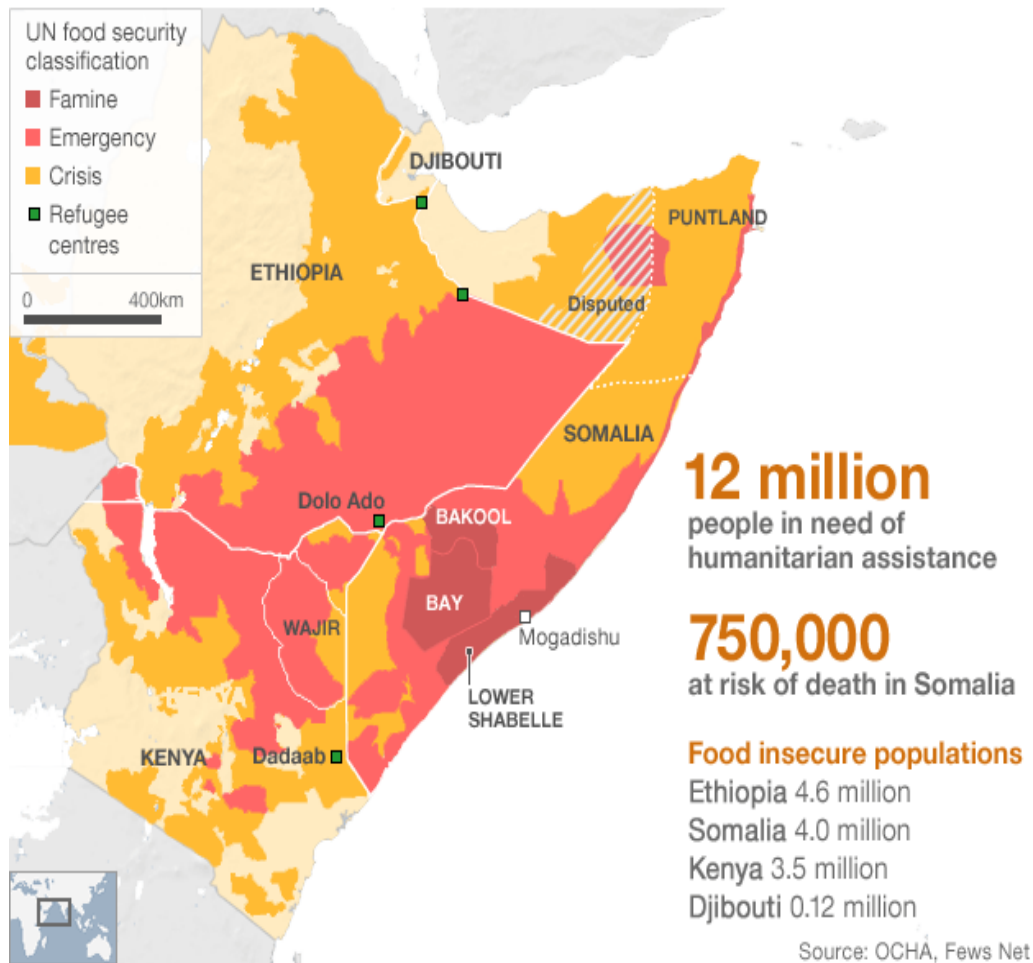 UN food security
classification
Famine
Emergency
Crisis
Refugee
centres
0 400km
DJIBOUTI
PUNTLAND
ETHIOPIA
Disputed
SOMALIA
Dolo Ado
BAKOOL
BAY
WAJIR
Mogadishu
LOWER
SHABELLE
KENYA
KENYA
Dadaab
12 million
people in need of
humanitarian assistance
750,000
at risk of death in Somalia
Food insecure populations
Ethiopia 4.6 million
Somalia 4.0 million
Kenya 3.5 million
Djibouti 0.12 million
Source: OCHA, Fews Net